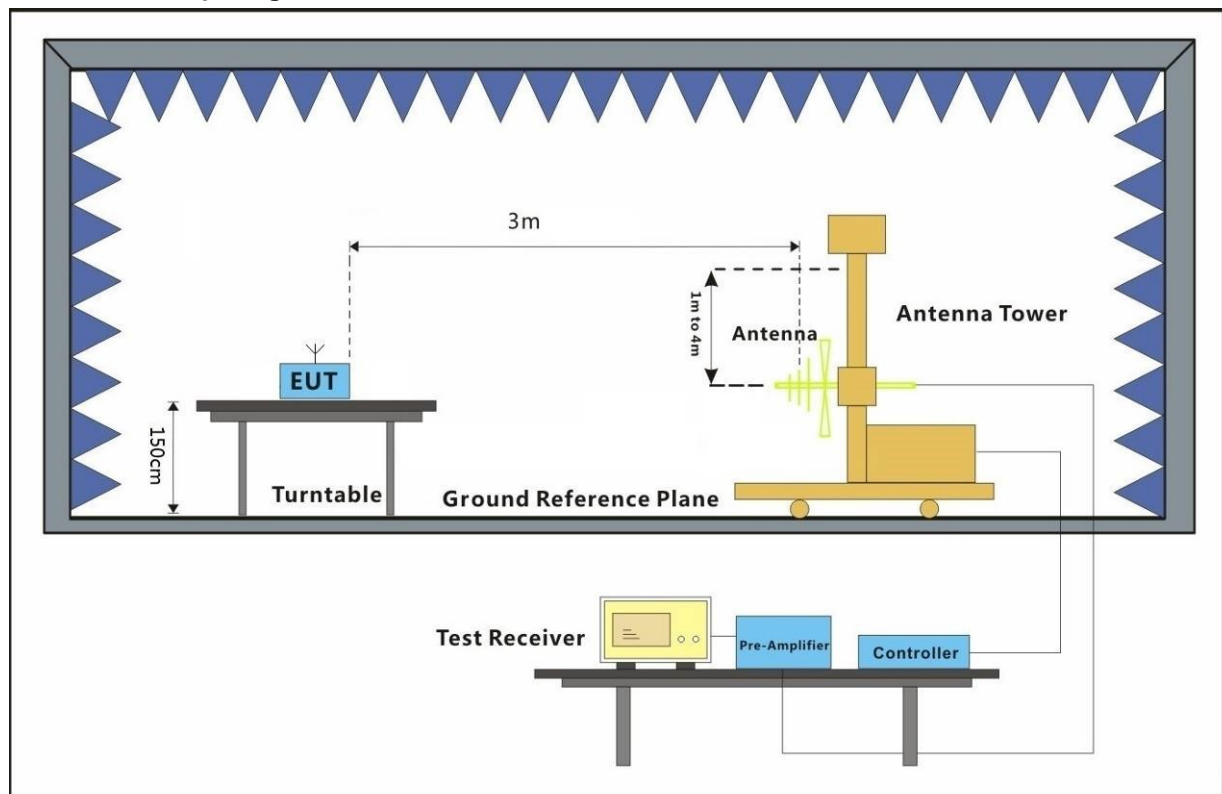 3m
1m to 4m
Antenna
Antenna Tower
EUT
150cm
Turntable
Ground Reference Plane
Test Receiver
Pre-Amplifier
Controller